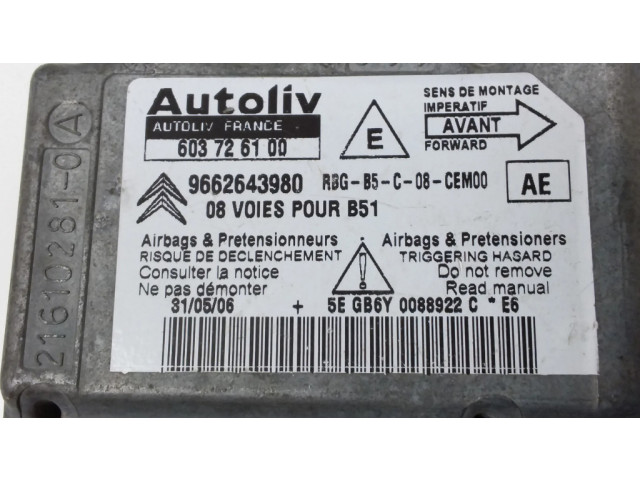 Autoliv
AUTOLIV FRANCE
603 72 61 00
E
SENS DE MONTAGE
IMPERATIF
AVANT
FORWARD
9662643980 RBG-B5-C-08-CEM00
AE
08 VOIES POUR B51
Airbags & Pretensionneurs
RISQUE DE DECLENCHEMENT
Consulter la notice
Ne pas démonter
!
Airbags & Pretensioners
TRIGGERING HASARD
Do not remove
Read manual
31/05/06 + 5E GB6Y 0088922 C * E6
21610281-0 A